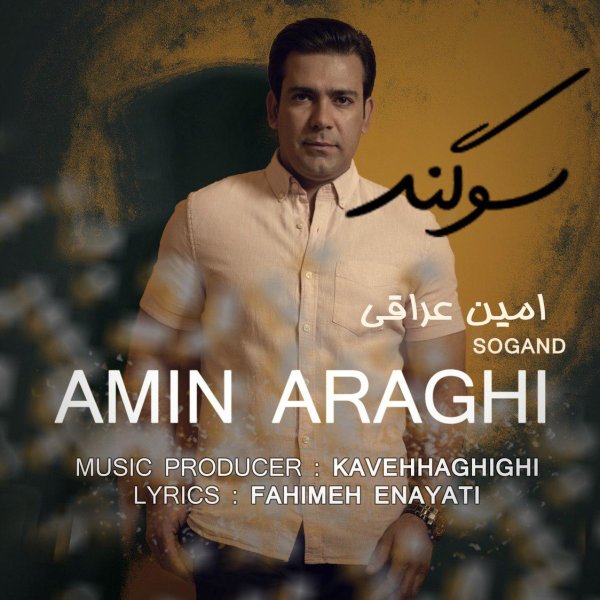 سوگند
امین عراقی
SOGAND
AMIN ARAGHI
MUSIC PRODUCER : KAVEHHAGHIGHI
LYRICS : FAHIMEH ENAYATI